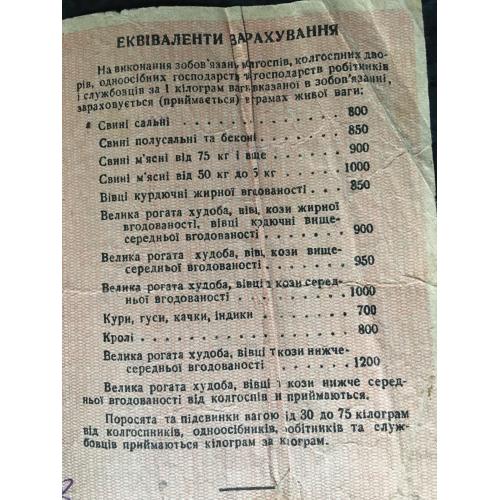 ЕКВІВАЛЕНТИ ЗАРАХУВАННЯ
На виконання зобов'язань колгоспів, колгоспних дво-
рів, одноосібних господарств і господарств робітників
і службовців за 1 кілограм ваги вказаної в зобов'язанні,
зараховується (приймається) в грамах живої ваги:
Свині сальні . . . . . . . . . . . . . 800
Свині полусальні та беконі . . . . . . . 850
Свині м'ясні від 75 кг і вище . . . . . . 900
Свині м'ясні від 50 кг до кг . . . . . . 1000
Вівці курдючні жирної вгодованості . . . 850
Велика рогата худоба, вівці кози жирної
вгодованості, вівці курдючні вище-
середньої вгодованості . . . . . . . 900
Велика рогата худоба, вівці кози вище-
середньої вгодованості . . . . . . . 950
Велика рогата худоба, вівці і кози серед-
ньої вгодованості . . . . . . . . . 1000
Кури, гуси, качки, індики . . . . . . . 700
Кролі . . . . . . . . . . . . . . . 800
Велика рогата худоба, вівці і кози нижче-
середньої вгодованості . . . . . . . 1200
Велика рогата худоба, вівці і кози нижче серед-
ньої вгодованості від колгоспів н приймаються.
Поросята та підсвинки вагою від 30 до 75 кілограм
від колгоспників, одноосібників, робітників та служ-
бовців приймаються кілограм за кілограм.